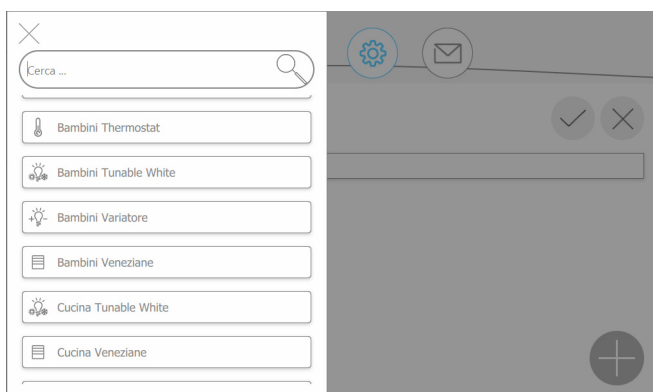 Cerca ...
Bambini Thermostat
Bambini Tunable White
Bambini Variatore
Bambini Veneziane
Cucina Tunable White
Cucina Veneziane